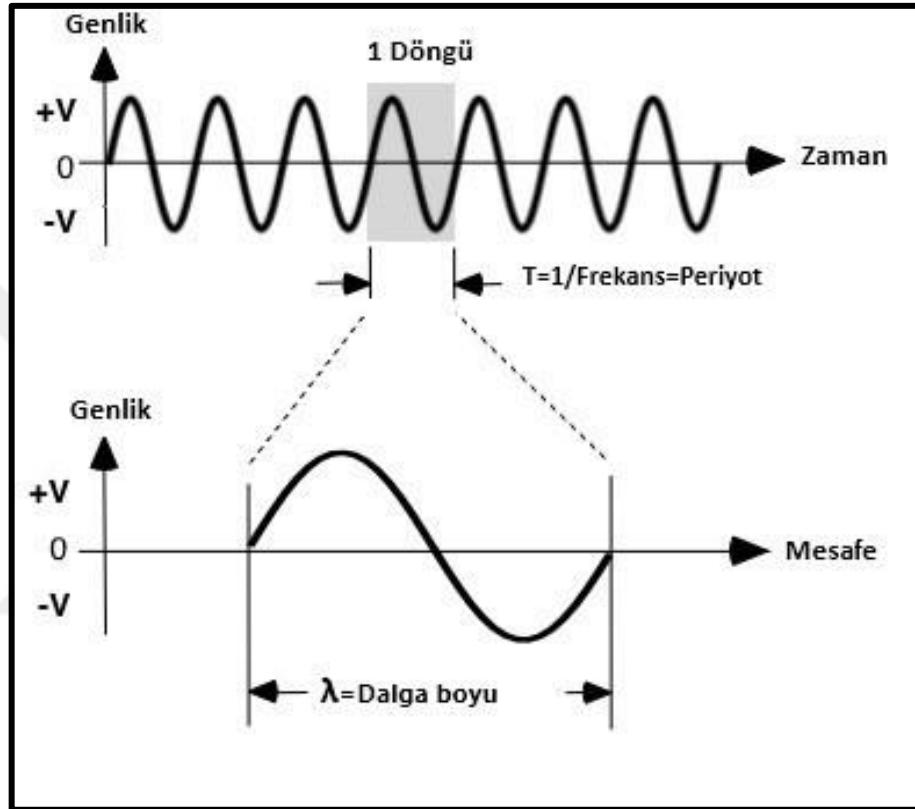 Genlik
1 Döngü
+V
0
-V
Zaman
T=1/Frekans=Periyot
Genlik
+V
0
-V
Mesafe
λ=Dalga boyu